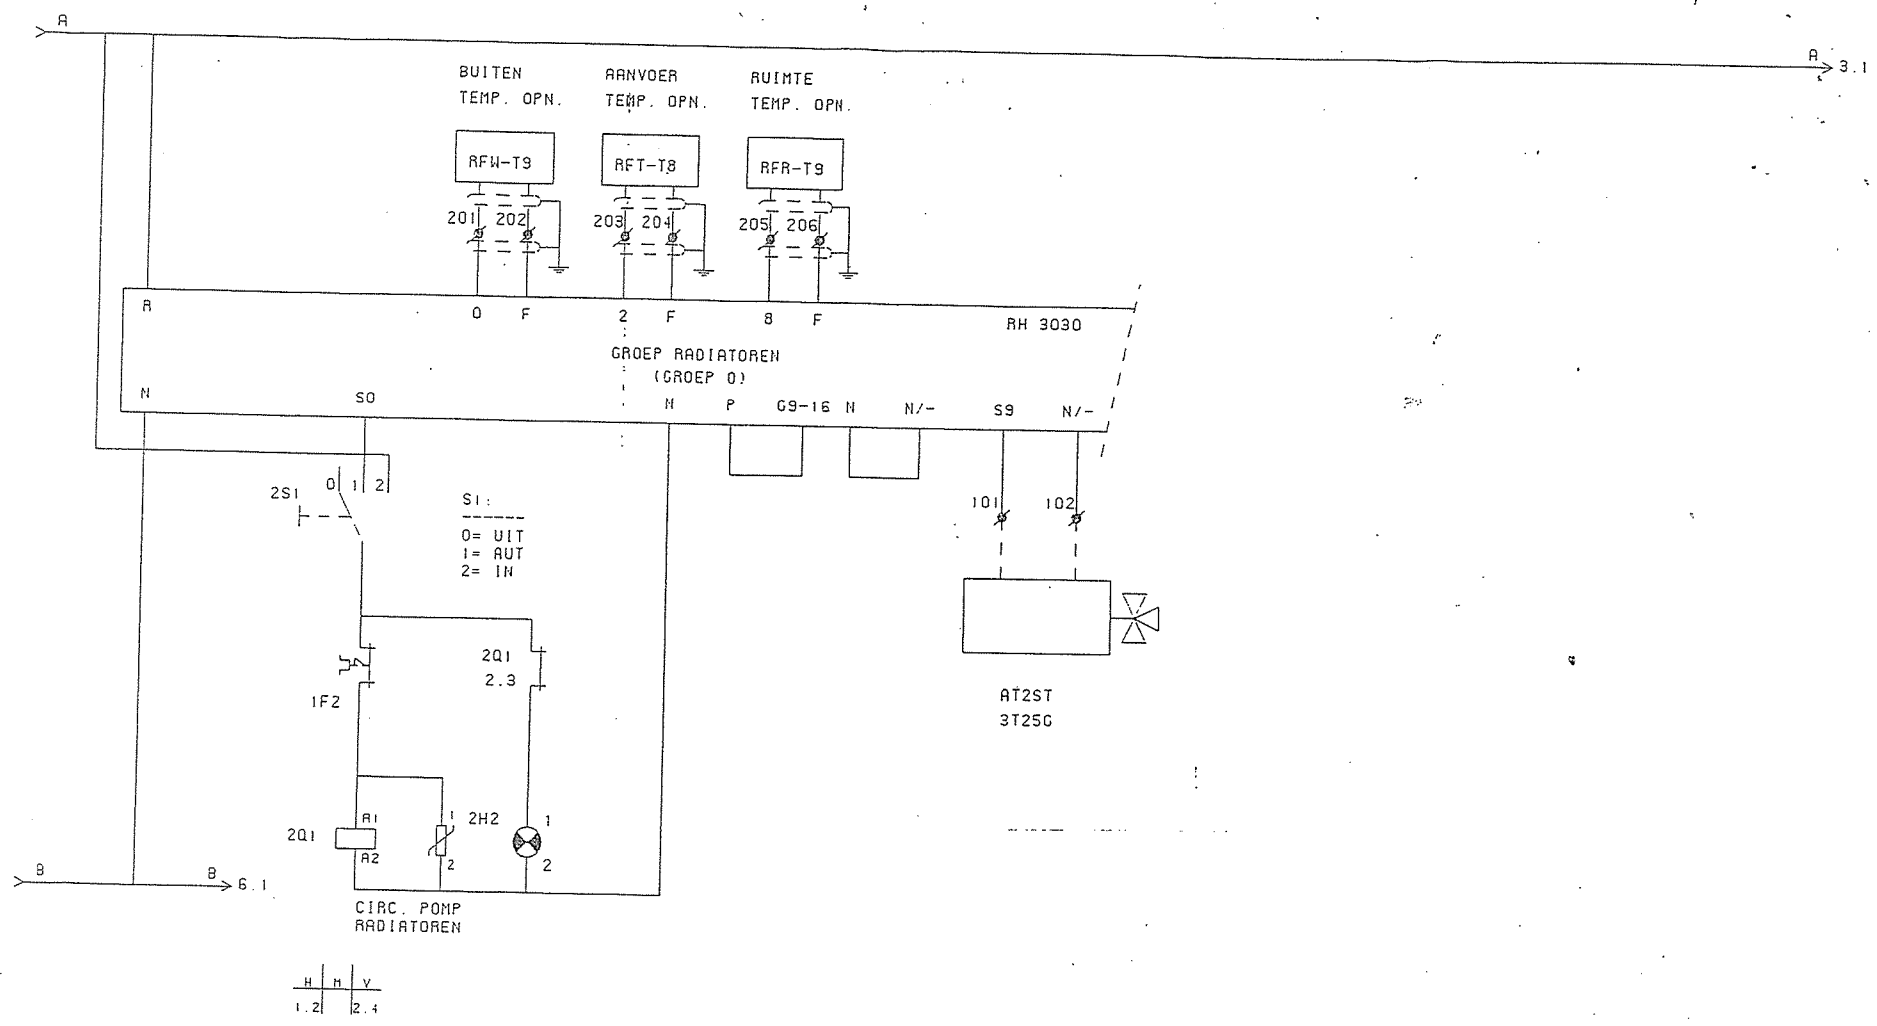 A
A
3.1
BUITEN
TEMP. OPN.
AANVOER
TEMP. OPN.
RUIMTE
TEMP. OPN.
RFW-T9
RFT-T8
RFR-T9
201 202
203 204
205 206
R
0 F 2 F 8 F
RH 3030
GROEP RADIATOREN
(GROEP 0)
N S0 N P G9-16 N N/- S9 N/-
2S1 0 1 2
S1:
0= UIT
1= AUT
2= IN
101 102
1F2
2Q1
2.3
AT2ST
3T25G
2Q1 A1
A2
1 2H2
2
1
2
B B 6.1
CIRC. POMP
RADIATOREN
H M V
1.2 2.4